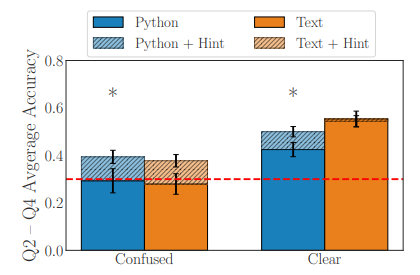 Python Text
Python + Hint Text + Hint
Q2 – Q4 Avgerage Accuracy
0.8
0.6
0.4
0.2
0.0
* *
Confused Clear